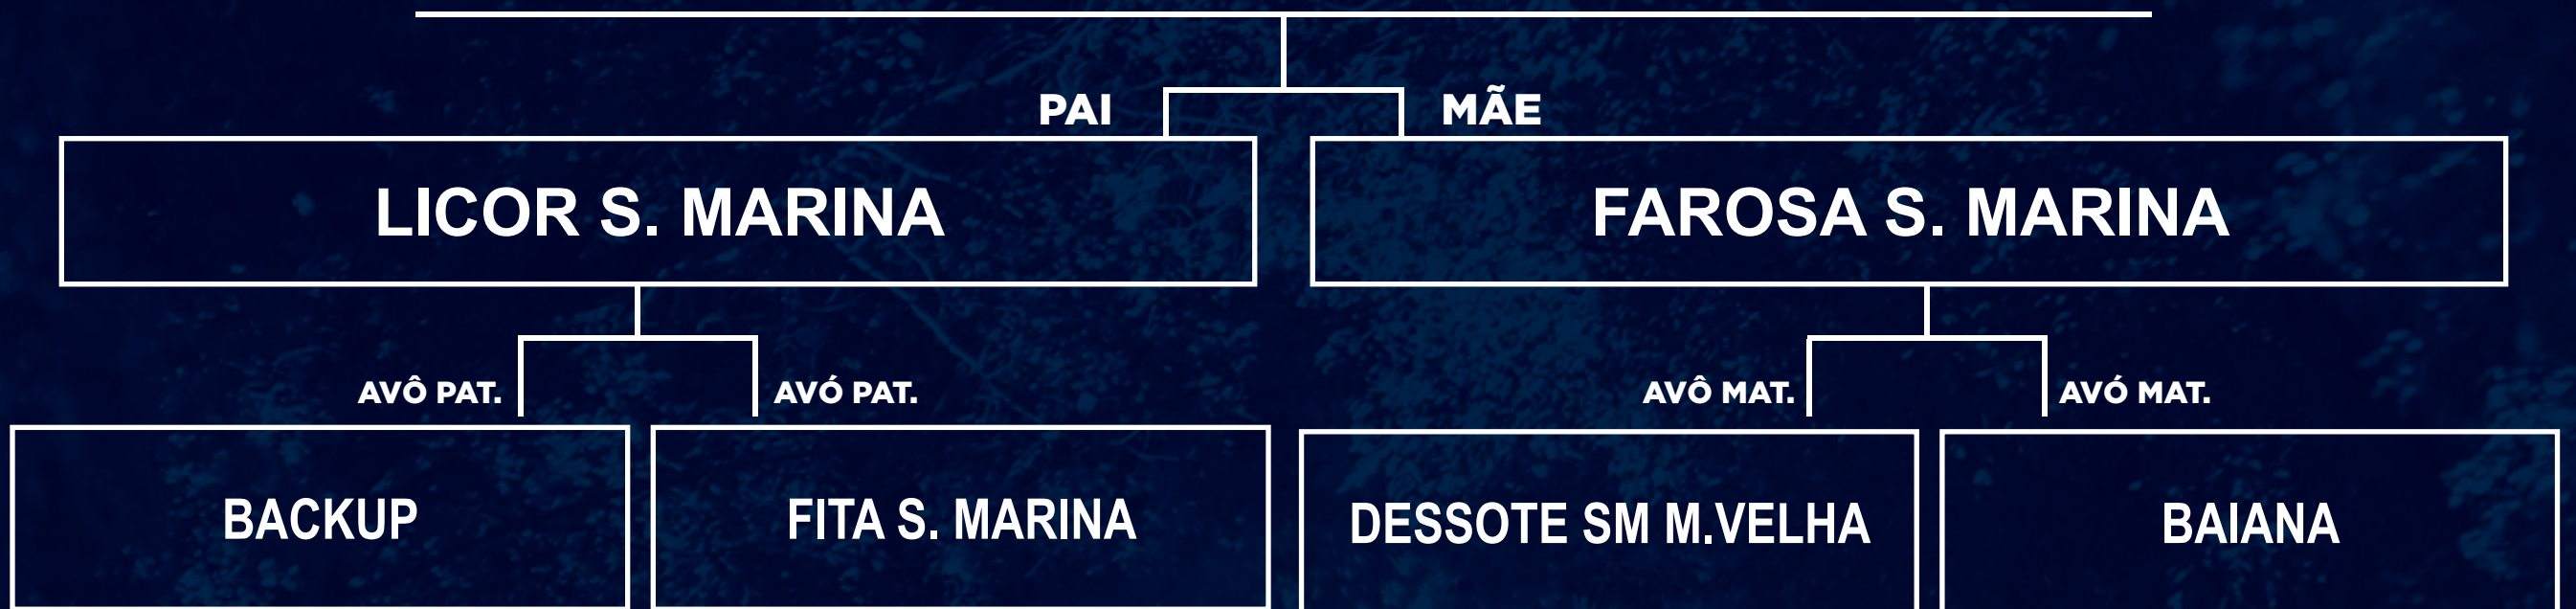 PAI
MÃE
LICOR S. MARINA
FAROSA S. MARINA
AVÔ PAT.
AVÓ PAT.
AVÔ MAT.
AVÓ MAT.
BACKUP
FITA S. MARINA
DESSOTE SM M.VELHA
BAIANA